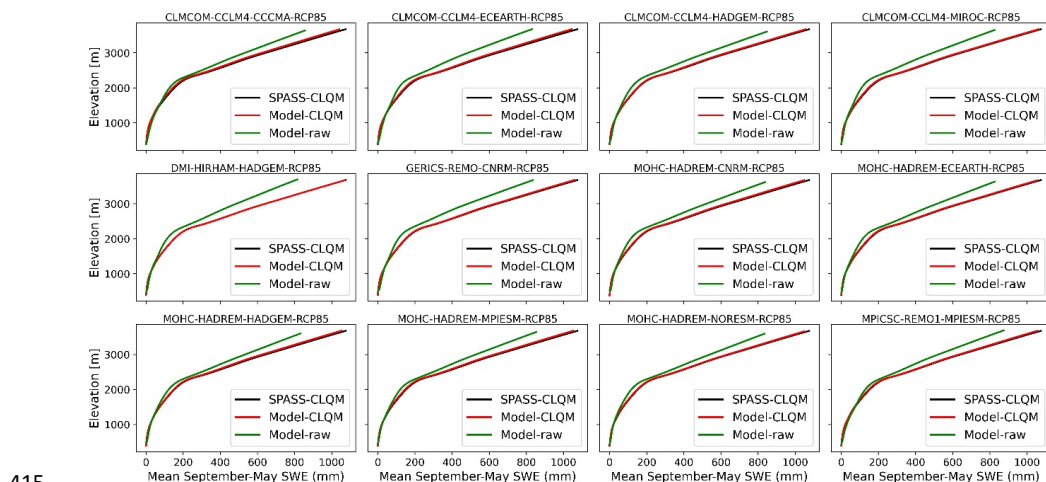 CLMCOM-CCLM4-CCCMA-RCP85
CLMCOM-CCLM4-ECEARTH-RCP85
CLMCOM-CCLM4-HADGEM-RCP85
CLMCOM-CCLM4-MIROC-RCP85
Elevation [m]
3000
2000
1000
SPASS-CLQM
Model-CLQM
Model-raw
SPASS-CLQM
Model-CLQM
Model-raw
SPASS-CLQM
Model-CLQM
Model-raw
SPASS-CLQM
Model-CLQM
Model-raw
DMI-HIRHAM-HADGEM-RCP85
GERICS-REMO-CNRM-RCP85
MOHC-HADREM-CNRM-RCP85
MOHC-HADREM-ECEARTH-RCP85
Elevation [m]
3000
2000
1000
SPASS-CLQM
Model-CLQM
Model-raw
SPASS-CLQM
Model-CLQM
Model-raw
SPASS-CLQM
Model-CLQM
Model-raw
SPASS-CLQM
Model-CLQM
Model-raw
MOHC-HADREM-HADGEM-RCP85
MOHC-HADREM-MPIESM-RCP85
MOHC-HADREM-NORESM-RCP85
MPICSC-REMO1-MPIESM-RCP85
Elevation [m]
3000
2000
1000
SPASS-CLQM
Model-CLQM
Model-raw
SPASS-CLQM
Model-CLQM
Model-raw
SPASS-CLQM
Model-CLQM
Model-raw
SPASS-CLQM
Model-CLQM
Model-raw
0 200 400 600 800 1000
0 200 400 600 800 1000
0 200 400 600 800 1000
0 200 400 600 800 1000
Mean September-May SWE (mm)
Mean September-May SWE (mm)
Mean September-May SWE (mm)
Mean September-May SWE (mm)
415